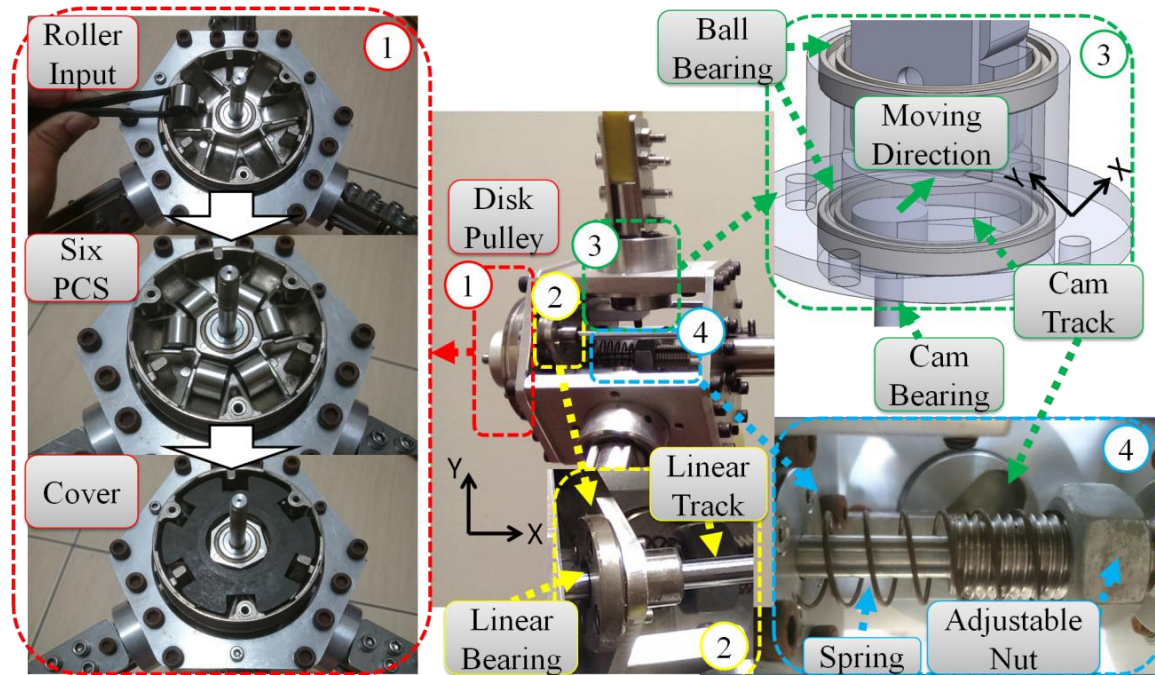 Roller
Input
1
Six
PCS
Cover
Disk
Pulley
1
2
3
4
Y
X
Linear
Track
Linear
Bearing
2
Ball
Bearing
3
Moving
Direction
Y
X
Cam
Track
Cam
Bearing
4
Spring
Adjustable
Nut